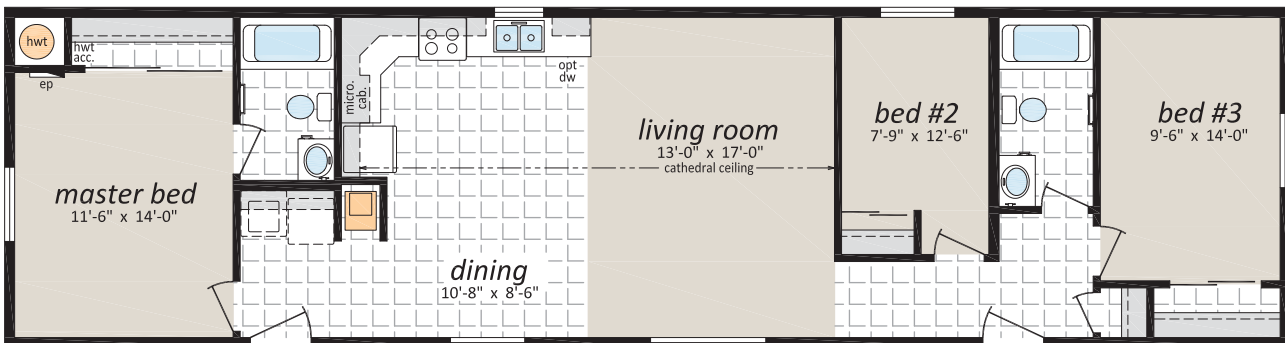 hwt
hwt
acc.
ep
master bed
11'-6" x 14'-0"
micro.
cab.
opt
dw
dining
10'-8" x 8'-6"
living room
13'-0" x 17'-0"
cathedral ceiling
bed #2
7'-9" x 12'-6"
bed #3
9'-6" x 14'-0"